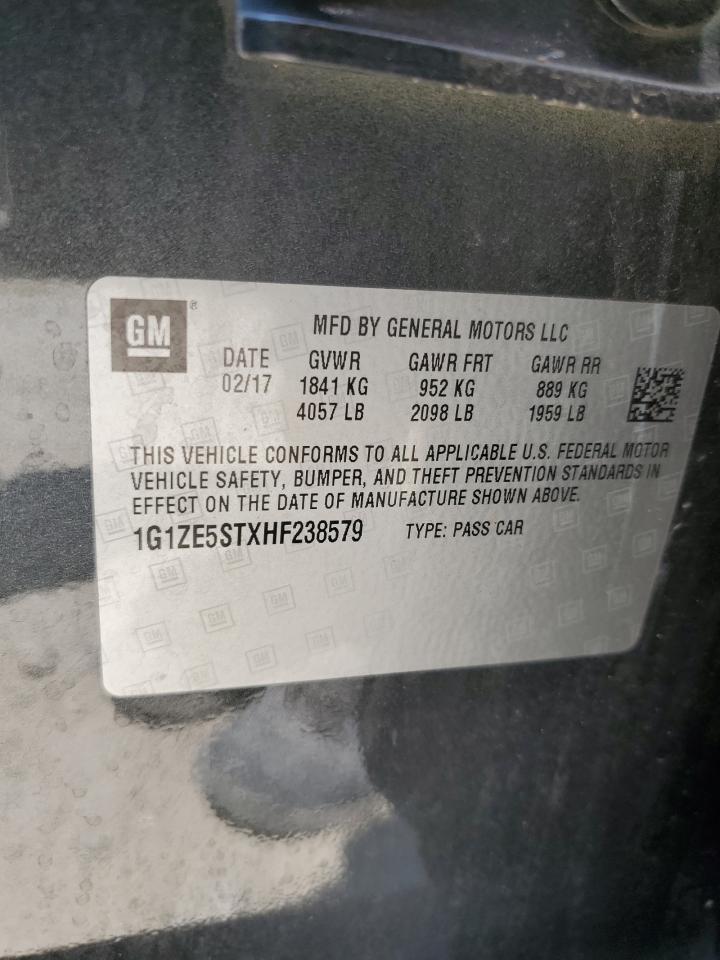 GM
MFD BY GENERAL MOTORS LLC
DATE GVWR GAWR FRT GAWR RR
02/17 1841 KG 952 KG 889 KG
4057 LB 2098 LB 1959 LB
THIS VEHICLE CONFORMS TO ALL APPLICABLE U.S. FEDERAL MOTOR
VEHICLE SAFETY, BUMPER, AND THEFT PREVENTION STANDARDS IN
EFFECT ON THE DATE OF MANUFACTURE SHOWN ABOVE.
1G1ZE5STXHF238579 TYPE: PASS CAR